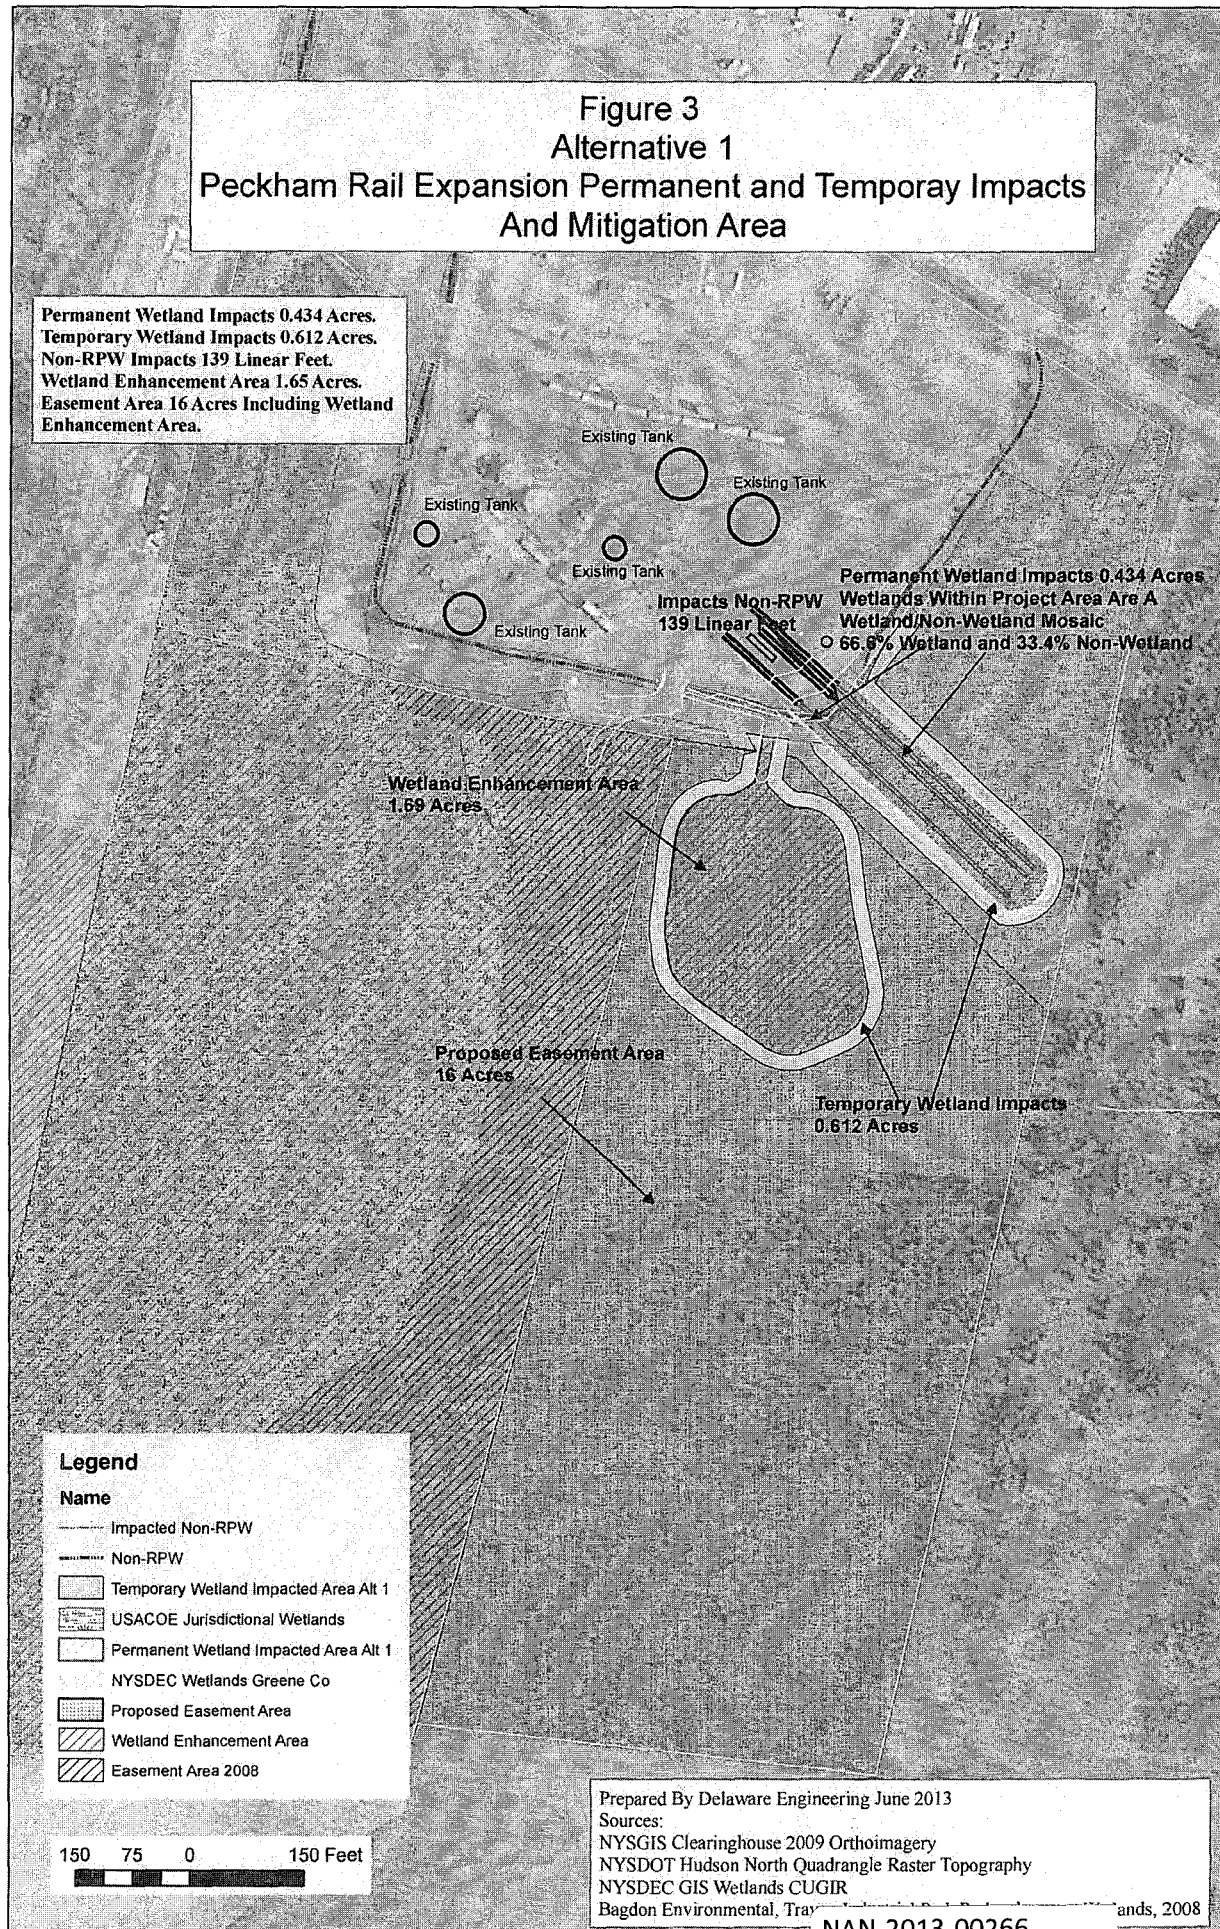 Figure 3
Alternative 1
Peckham Rail Expansion Permanent and Temporay Impacts
And Mitigation Area
Permanent Wetland Impacts 0.434 Acres.
Temporary Wetland Impacts 0.612 Acres.
Non-RPW Impacts 139 Linear Feet.
Wetland Enhancement Area 1.65 Acres.
Easement Area 16 Acres Including Wetland
Enhancement Area.
Existing Tank
Existing Tank
Existing Tank
Existing Tank
Existing Tank
Impacts Non-RPW
139 Linear Feet
Permanent Wetland Impacts 0.434 Acres
Wetlands Within Project Area Are A
Wetland/Non-Wetland Mosaic
66.6% Wetland and 33.4% Non-Wetland
Wetland Enhancement Area
1.69 Acres
Proposed Easement Area
16 Acres
Temporary Wetland Impacts
0.612 Acres
Legend
Name
Impacted Non-RPW
Non-RPW
Temporary Wetland Impacted Area Alt 1
USACOE Jurisdictional Wetlands
Permanent Wetland Impacted Area Alt 1
NYSDEC Wetlands Greene Co
Proposed Easement Area
Wetland Enhancement Area
Easement Area 2008
150 75 0 150 Feet
Prepared By Delaware Engineering June 2013
Sources:
NYSGIS Clearinghouse 2009 Orthoimagery
NYSDOT Hudson North Quadrangle Raster Topography
NYSDEC GIS Wetlands CUGIR
Bagdon Environmental, 2008
NAN-2013-00266